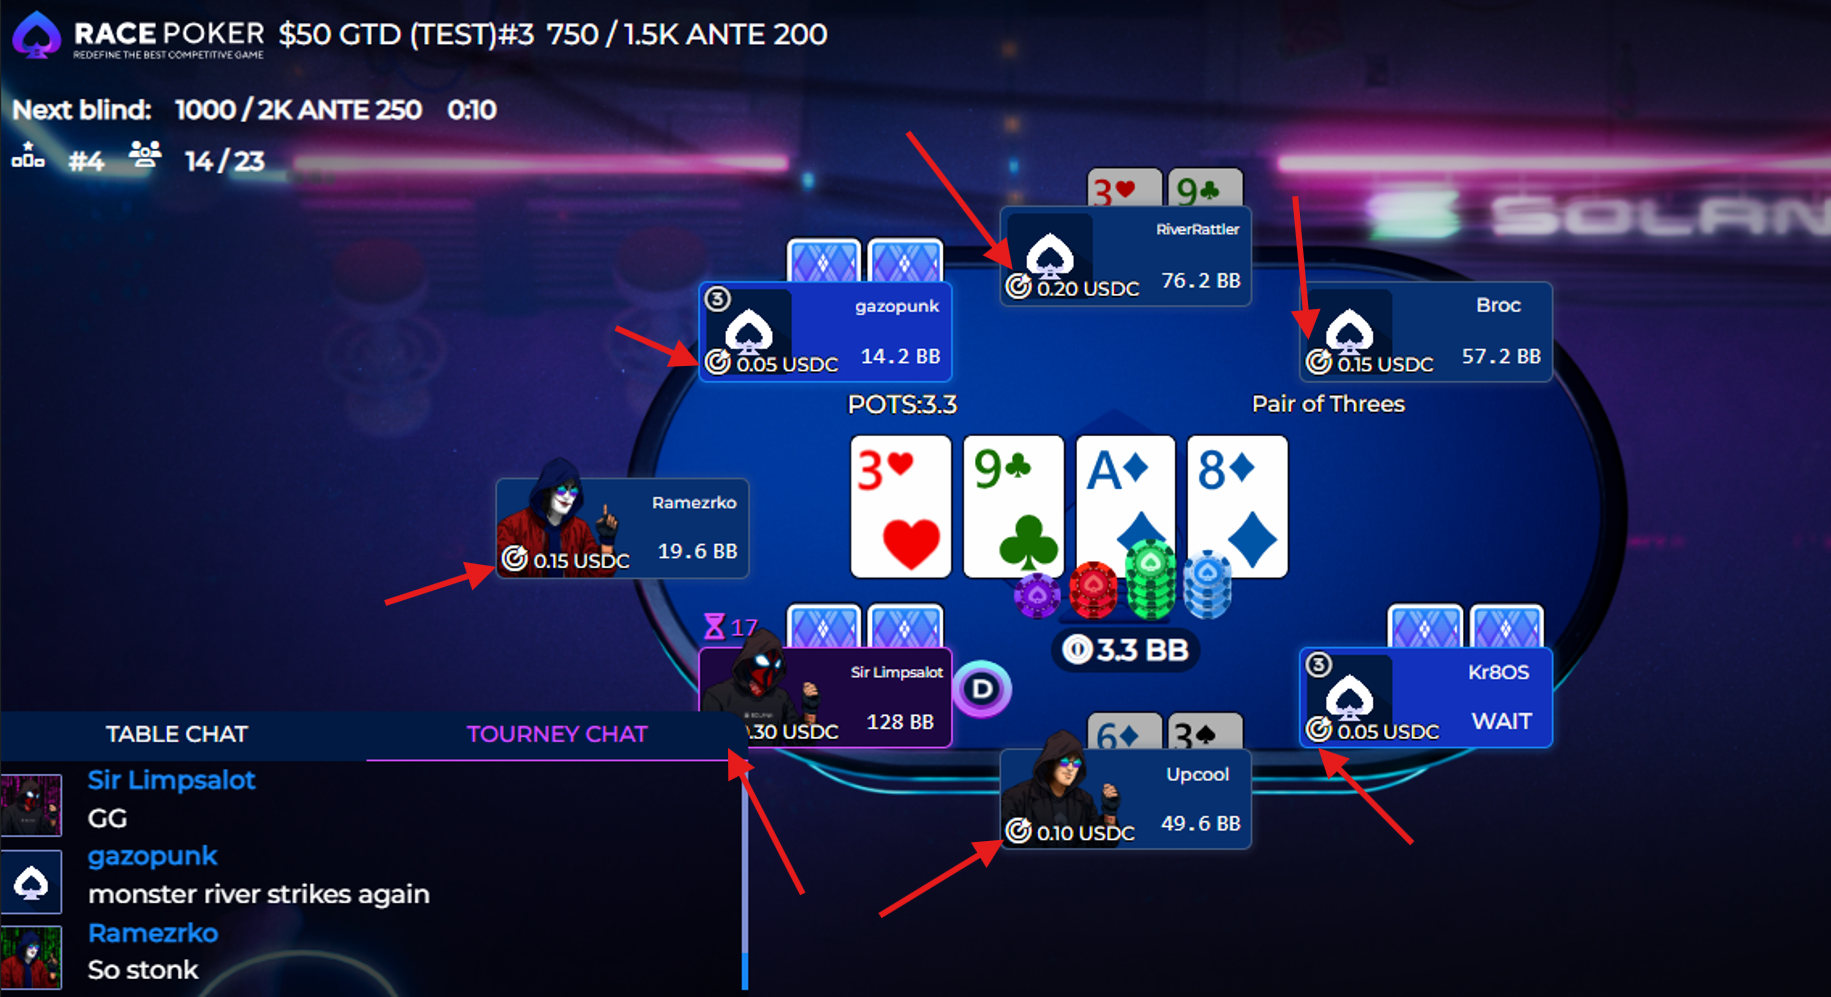 RACE POKER
REDEFINE THE BEST COMPETITIVE GAME
$50 GTD (TEST)#3 750 / 1.5K ANTE 200
Next blind: 1000 / 2K ANTE 250 0:10
#4 14 / 23
SOLAN
3 9
RiverRattler
76.2 BB
0.20 USDC
3
gazopunk
14.2 BB
0.05 USDC
Broc
57.2 BB
0.15 USDC
POTS:3.3
Pair of Threes
3 9 A 8
Ramezrko
19.6 BB
0.15 USDC
17
Sir Limpsalot
128 BB
.30 USDC
D
3.3 BB
3
Kr8OS
WAIT
0.05 USDC
6 3
Upcool
49.6 BB
0.10 USDC
TABLE CHAT
TOURNEY CHAT
Sir Limpsalot
GG
gazopunk
monster river strikes again
Ramezrko
So stonk